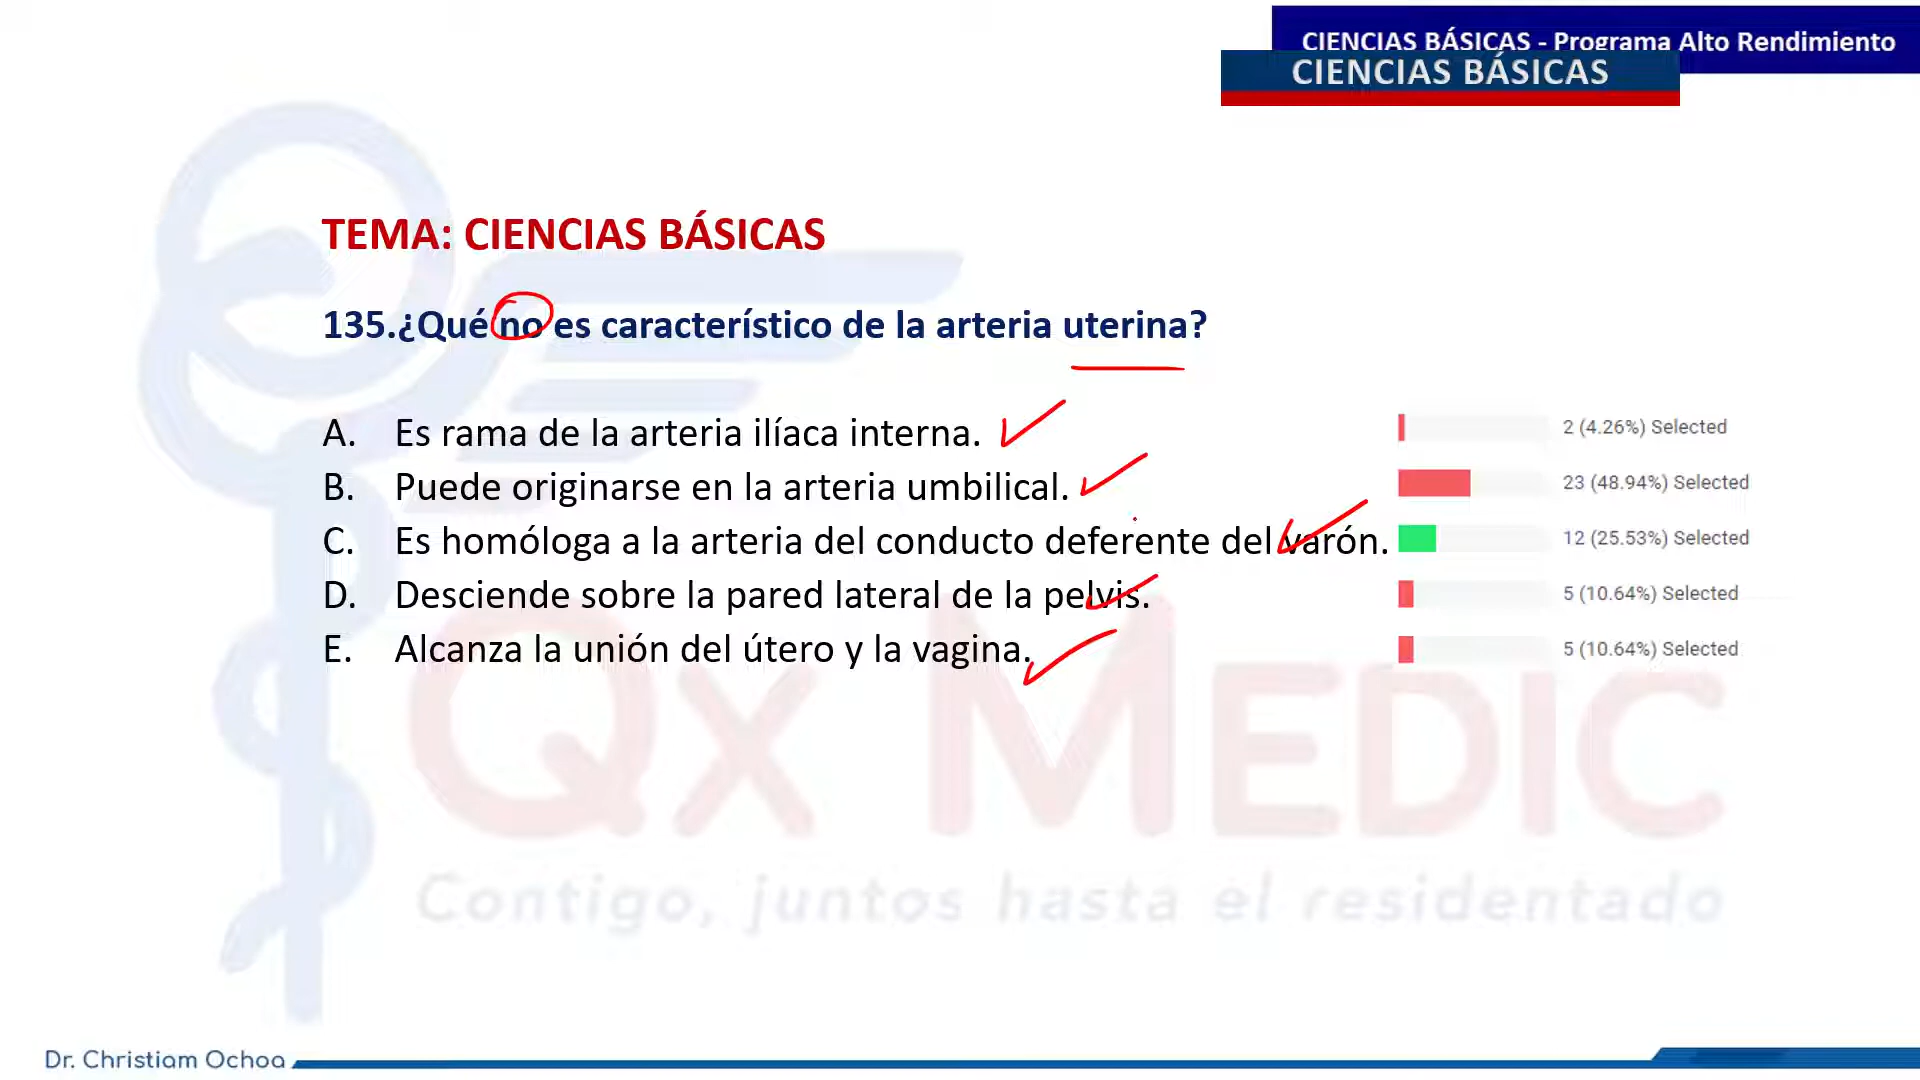 CIENCIAS BÁSICAS - Programa Alto Rendimiento
CIENCIAS BÁSICAS
TEMA: CIENCIAS BÁSICAS
135.¿Qué no es característico de la arteria uterina?
A. Es rama de la arteria ilíaca interna.
2 (4.26%) Selected
B. Puede originarse en la arteria umbilical.
23 (48.94%) Selected
C. Es homóloga a la arteria del conducto deferente del varón.
12 (25.53%) Selected
D. Desciende sobre la pared lateral de la pelvis.
5 (10.64%) Selected
E. Alcanza la unión del útero y la vagina.
5 (10.64%) Selected
QX MEDIC
Contigo, juntos hasta el residentado
Dr. Christiam Ochoa